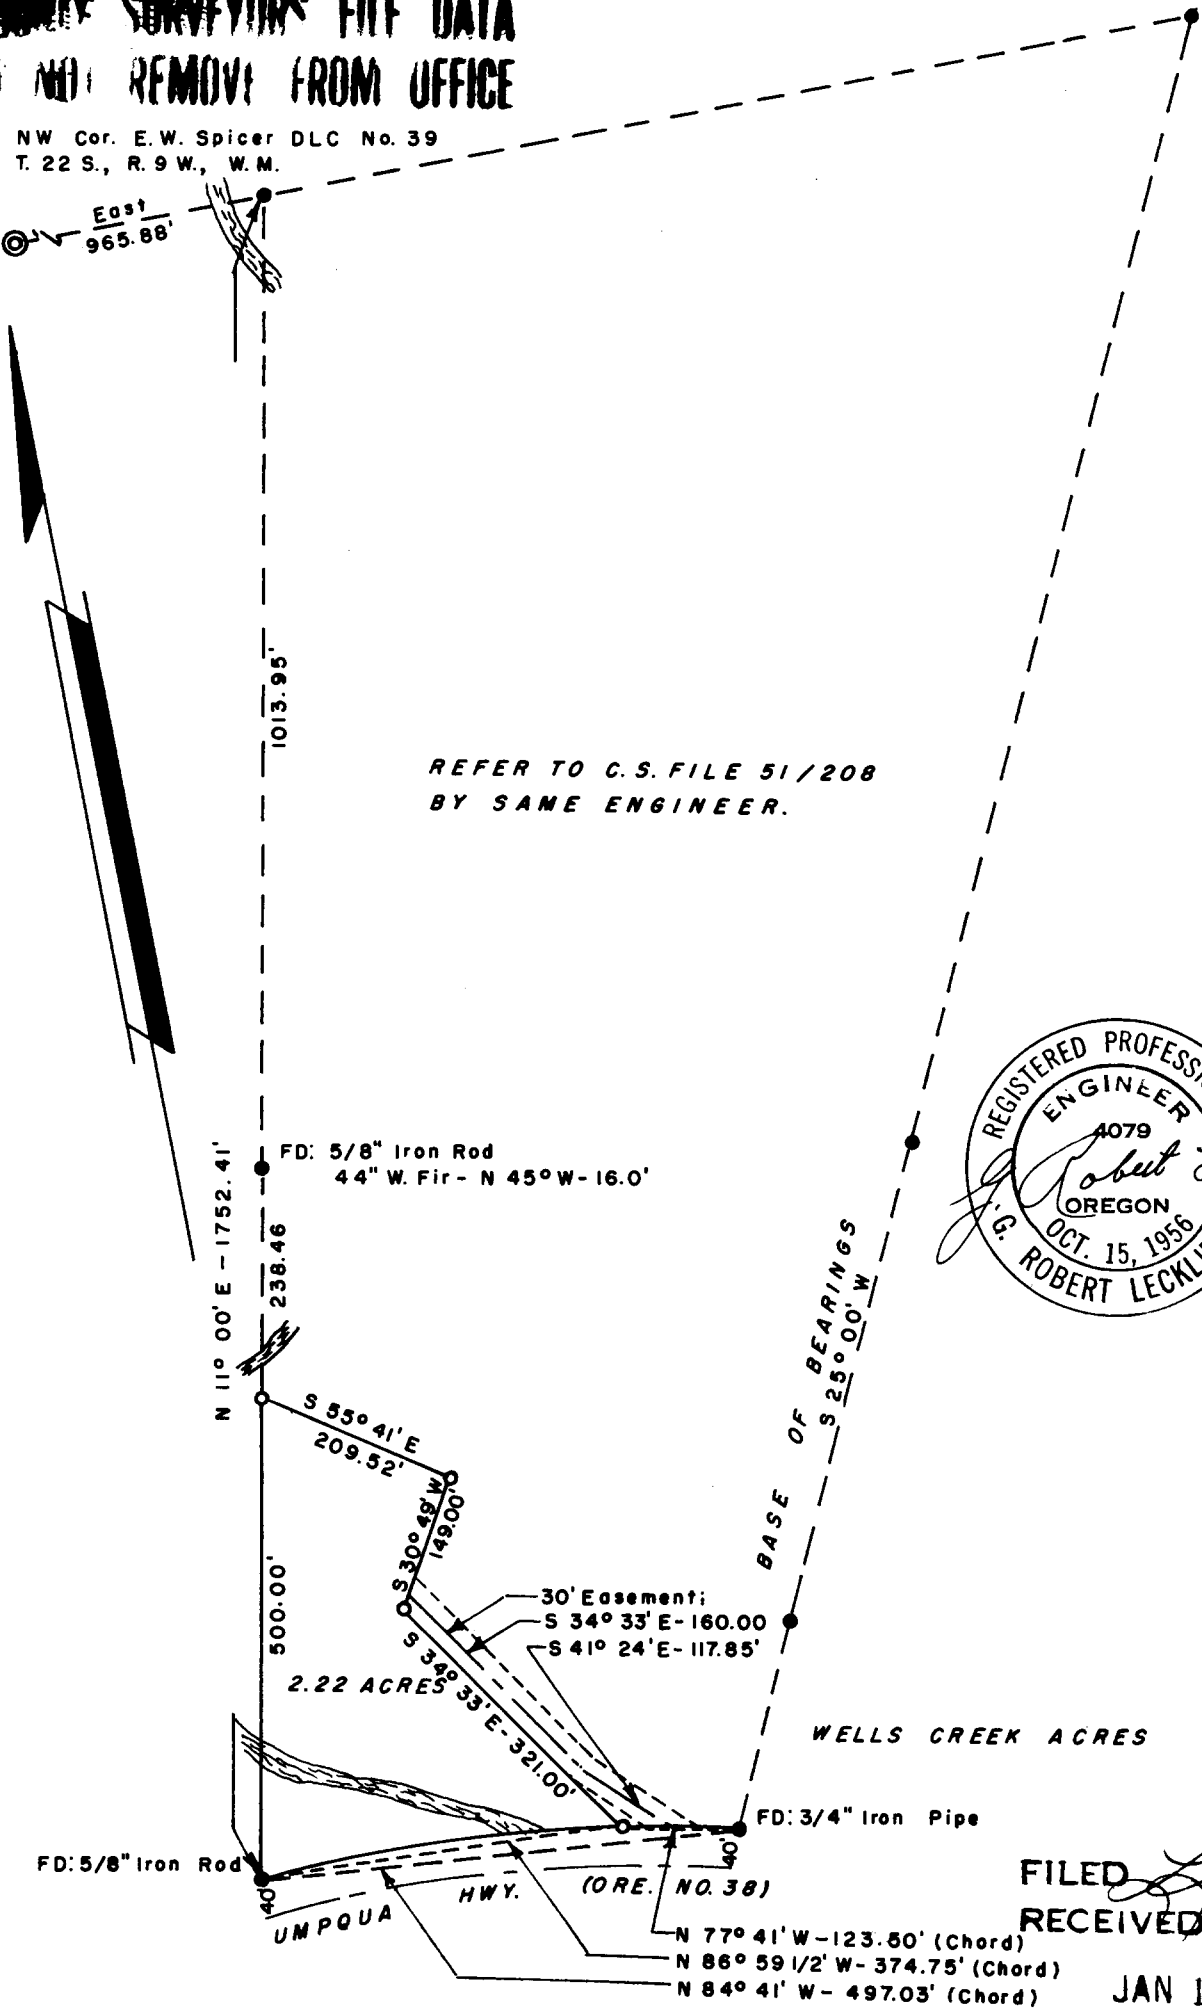 SURVEYORS FILE DATA
NOT REMOVE FROM OFFICE
NW Cor. E.W. Spicer DLC No. 39
T. 22 S., R. 9 W., W.M.
East
965.88'
1013.95'
REFER TO C.S. FILE 51/208
BY SAME ENGINEER.
REGISTERED PROFESSI
ENGINEER
4079
Robert
OREGON
OCT. 15, 1956
G. ROBERT LECKLI
FD: 5/8" Iron Rod
44" W. Fir - N 45° W - 16.0'
N 11° 00' E - 1752.41'
238.46
BASE OF BEARINGS
S 25° 00' W
S 55° 41' E
209.52'
S 30° 49' W
149.00'
500.00'
30' Easement;
S 34° 33' E - 160.00
S 41° 24' E - 117.85'
2.22 ACRES
S 34° 33' E - 321.00'
WELLS CREEK ACRES
FD: 3/4" Iron Pipe
FD: 5/8" Iron Rod
40'
40'
UMPQUA HWY. (ORE. NO. 38)
N 77° 41' W - 123.50' (Chord)
N 86° 59 1/2' W - 374.75' (Chord)
N 84° 41' W - 497.03' (Chord)
FILED
RECEIVED
JAN 1